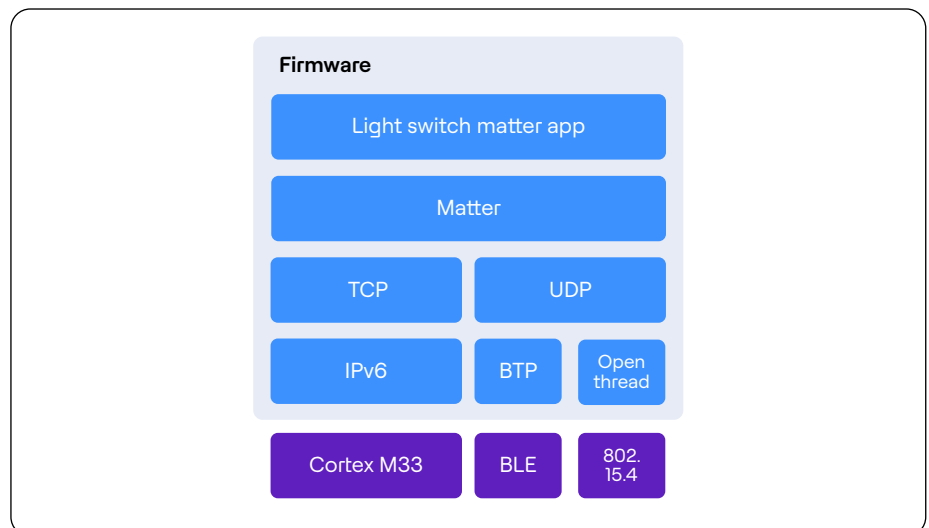 Firmware
Light switch matter app
Matter
TCP
UDP
IPv6
BTP
Open
thread
Cortex M33
BLE
802.
15.4